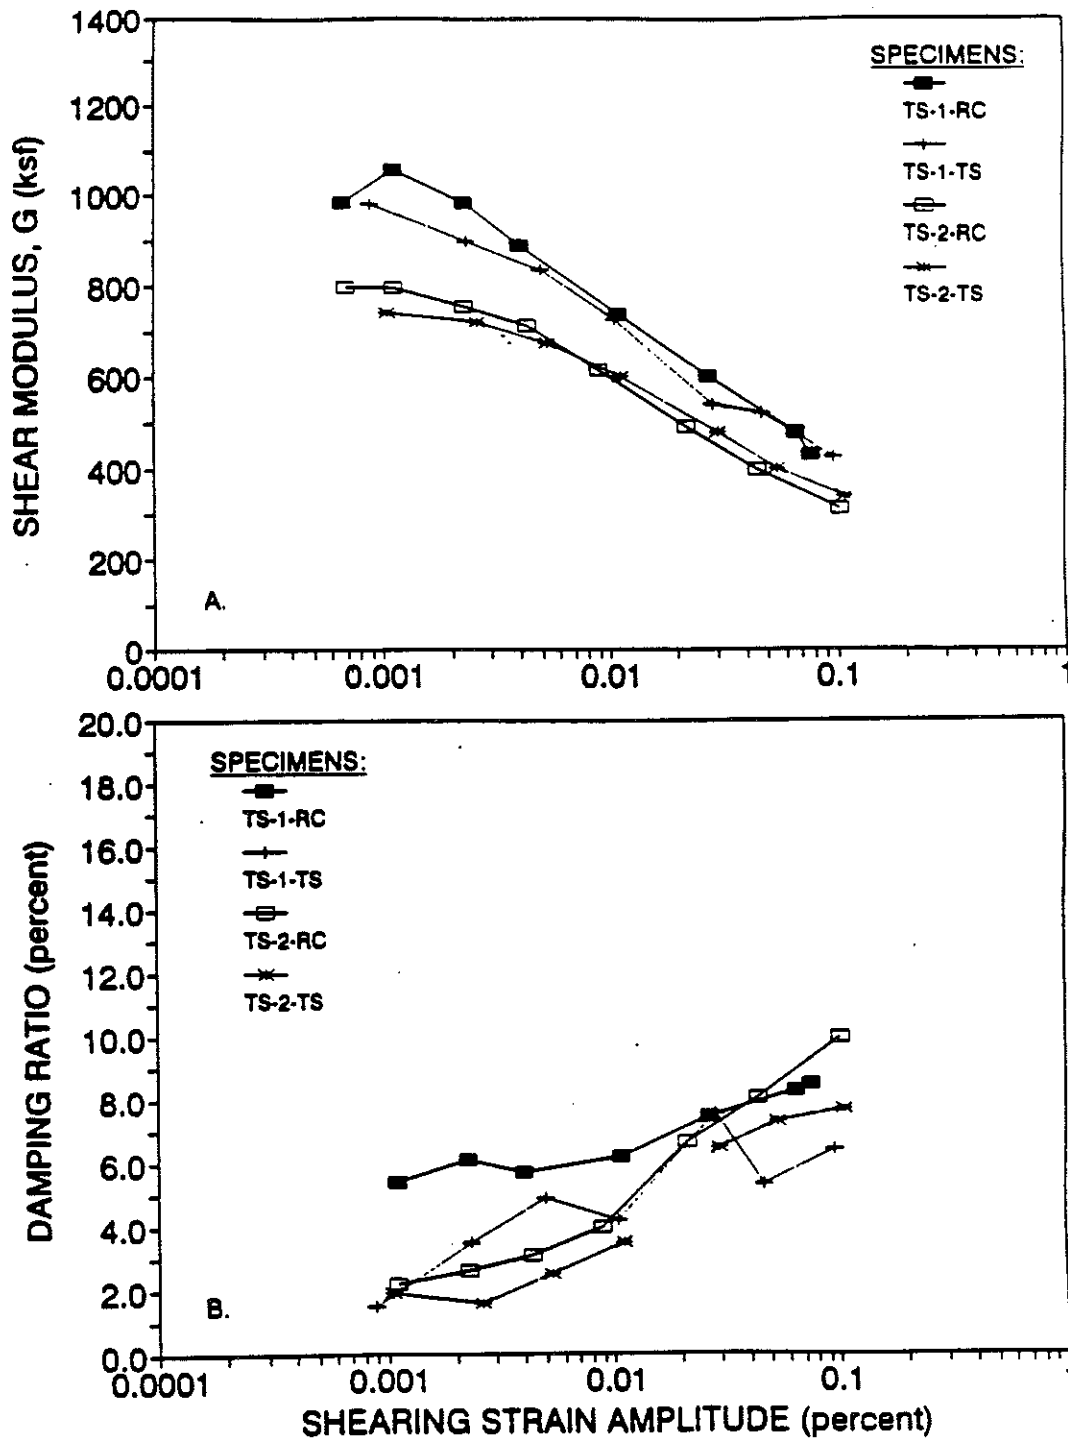 1400
1200
1000
800
600
400
200
0
SHEAR MODULUS, G (ksf)
SPECIMENS:
TS-1-RC
TS-1-TS
TS-2-RC
TS-2-TS
A.
0.0001 0.001 0.01 0.1 1
20.0
18.0
16.0
14.0
12.0
10.0
8.0
6.0
4.0
2.0
0.0
DAMPING RATIO (percent)
SPECIMENS:
TS-1-RC
TS-1-TS
TS-2-RC
TS-2-TS
B.
0.0001 0.001 0.01 0.1
SHEARING STRAIN AMPLITUDE (percent)